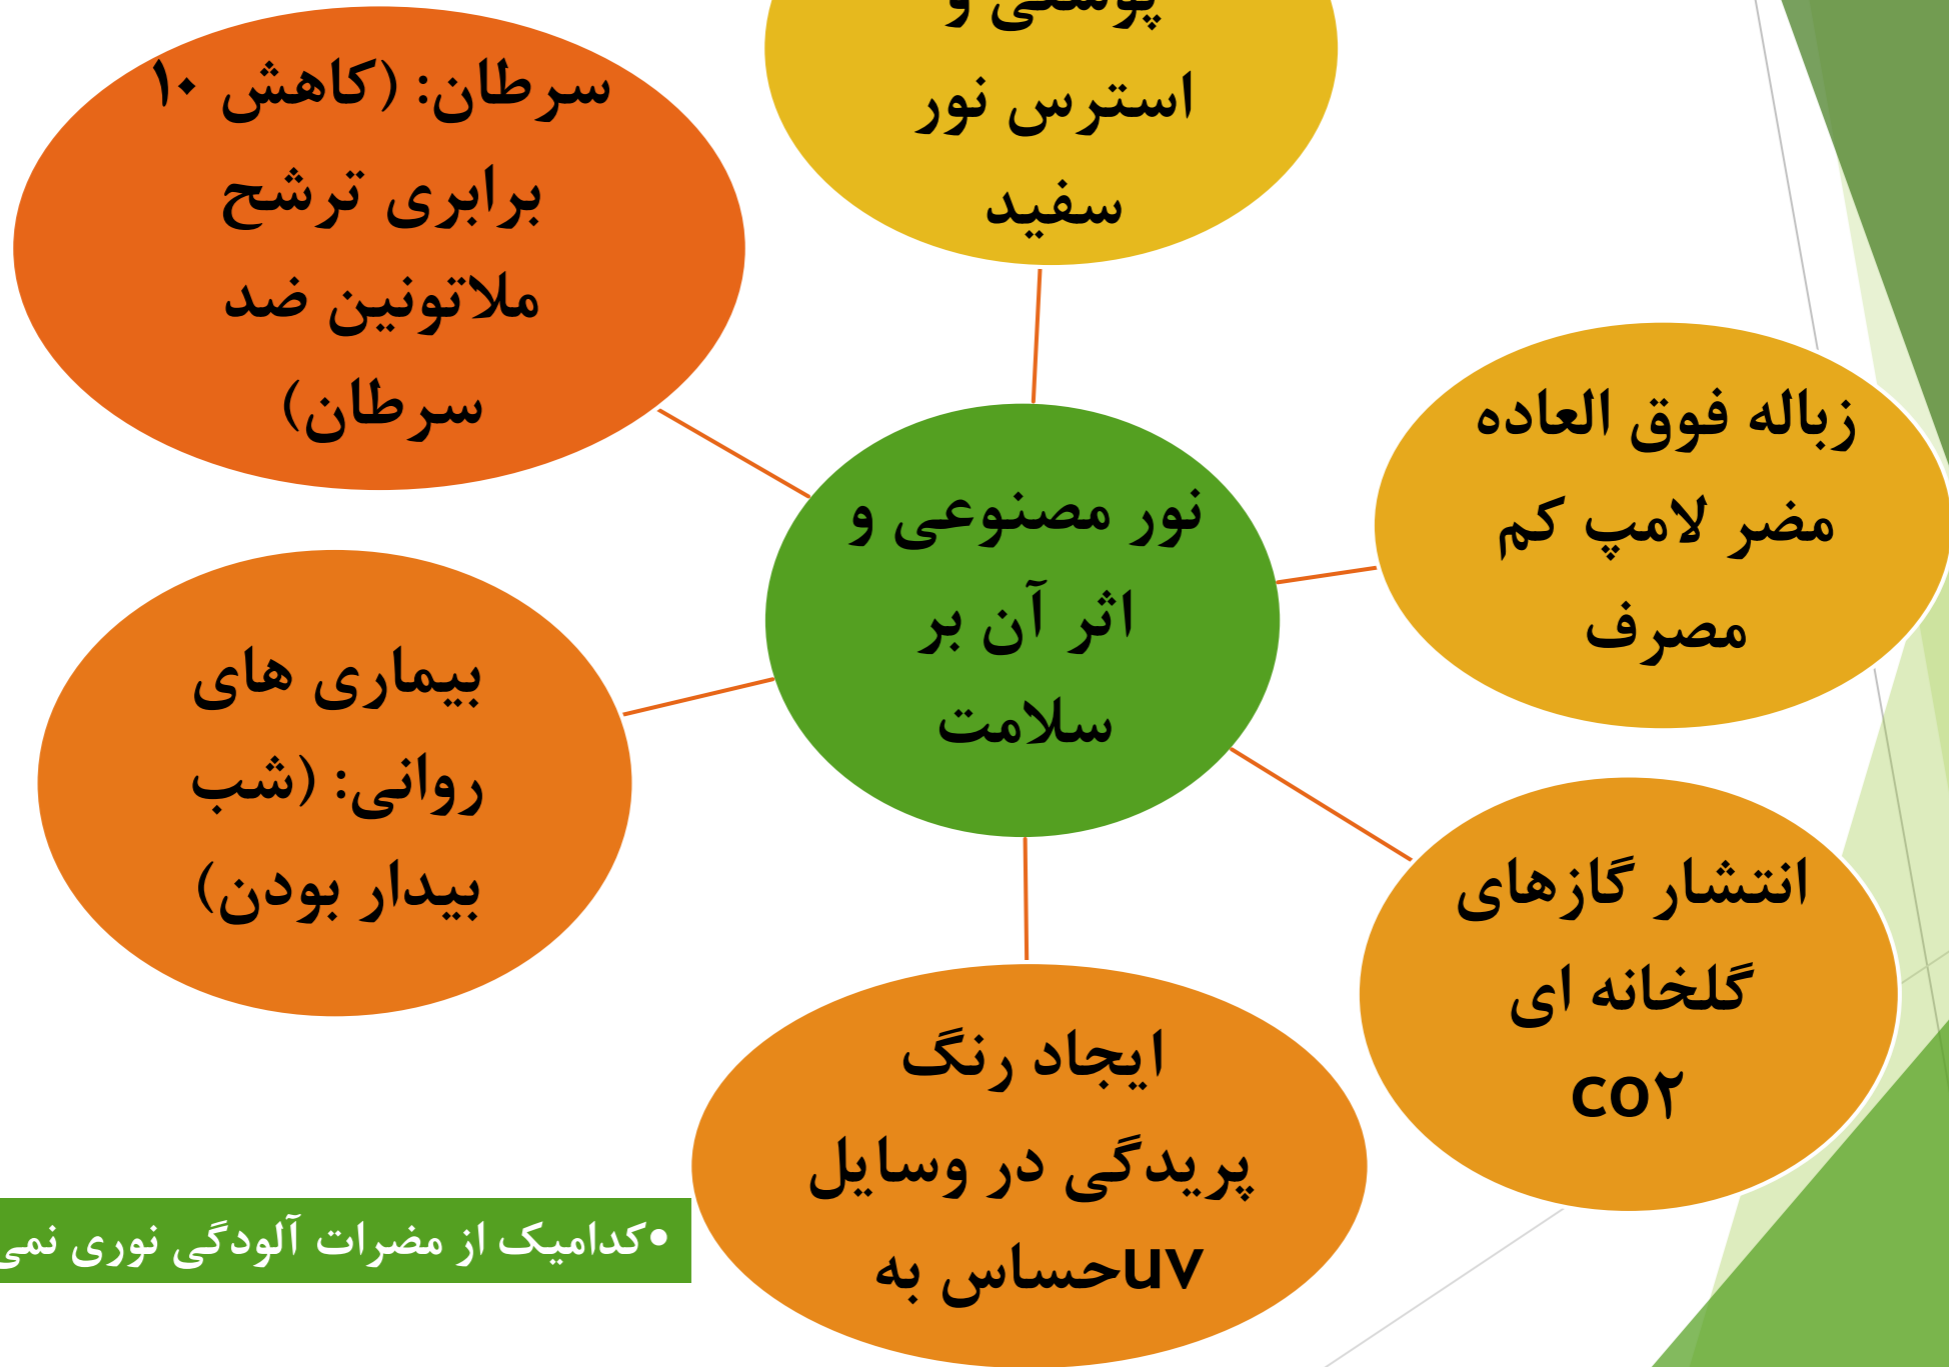 پوستی و
استرس نور
سفید
زباله فوق العاده
مضر لامپ کم
مصرف
انتشار گازهای
گلخانه ای
CO۲
ایجاد رنگ
پریدگی در وسایل
حساس به UV
بیماری های
روانی: (شب
بیدار بودن)
سرطان: (کاهش ۱۰
برابری ترشح
ملاتونین ضد
سرطان)
نور مصنوعی و
اثر آن بر
سلامت
•کدامیک از مضرات آلودگی نوری نمی